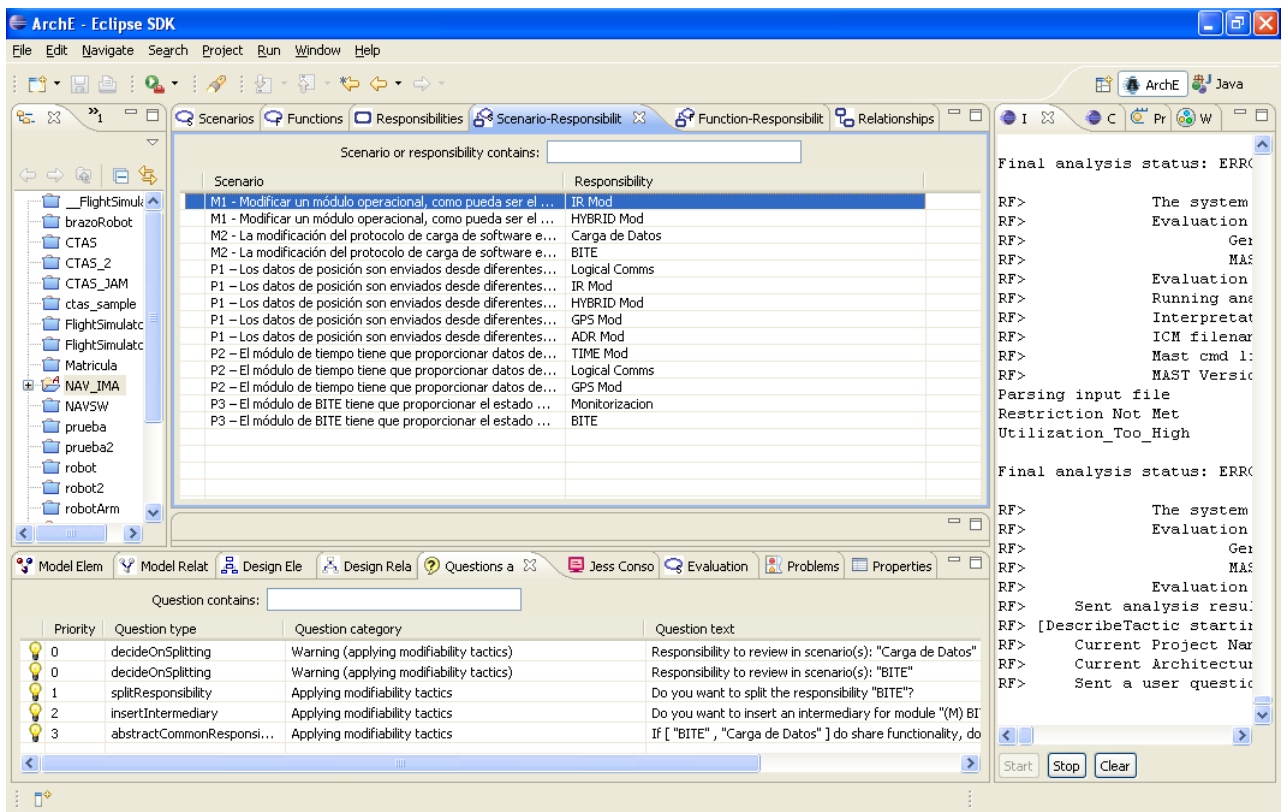 ArchE - Eclipse SDK
File Edit Navigate Search Project Run Window Help
ArchE Java
1
Scenarios Functions Responsibilities Scenario-Responsibilit Function-Responsibilit Relationships
I C Pr W
Scenario or responsibility contains:
Scenario Responsibility
M1 - Modificar un módulo operacional, como pueda ser el ... IR Mod
M1 - Modificar un módulo operacional, como pueda ser el ... HYBRID Mod
M2 - La modificación del protocolo de carga de software e... Carga de Datos
M2 - La modificación del protocolo de carga de software e... BITE
P1 – Los datos de posición son enviados desde diferentes... Logical Comms
P1 – Los datos de posición son enviados desde diferentes... IR Mod
P1 – Los datos de posición son enviados desde diferentes... HYBRID Mod
P1 – Los datos de posición son enviados desde diferentes... GPS Mod
P1 – Los datos de posición son enviados desde diferentes... ADR Mod
P2 – El módulo de tiempo tiene que proporcionar datos de... TIME Mod
P2 – El módulo de tiempo tiene que proporcionar datos de... Logical Comms
P2 – El módulo de tiempo tiene que proporcionar datos de... GPS Mod
P3 – El módulo de BITE tiene que proporcionar el estado ... Monitorizacion
P3 – El módulo de BITE tiene que proporcionar el estado ... BITE
__FlightSimula
brazoRobot
CTAS
CTAS_2
CTAS_JAM
ctas_sample
FlightSimulatc
FlightSimulatc
Matricula
NAV_IMA
NAVSW
prueba
prueba2
robot
robot2
robotArm
Final analysis status: ERRO
RF> The system
RF> Evaluation
RF> Ger
RF> MAS
RF> Evaluation
RF> Running ana
RF> Interpretat
RF> ICM filenam
RF> Mast cmd li
RF> MAST Versio
Parsing input file
Restriction Not Met
Utilization_Too_High
Final analysis status: ERRO
RF> The system
RF> Evaluation
RF> Ger
RF> MAS
RF> Evaluation
RF> Sent analysis resul
RF> [DescribeTactic startin
RF> Current Project Nam
RF> Current Architectur
RF> Sent a user questio
Start Stop Clear
Model Elem Model Relat Design Ele Design Rela Questions a Jess Conso Evaluation Problems Properties
Question contains:
Priority Question type Question category Question text
0 decideOnSplitting Warning (applying modifiability tactics) Responsibility to review in scenario(s): "Carga de Datos"
0 decideOnSplitting Warning (applying modifiability tactics) Responsibility to review in scenario(s): "BITE"
1 splitResponsibility Applying modifiability tactics Do you want to split the responsibility "BITE"?
2 insertIntermediary Applying modifiability tactics Do you want to insert an intermediary for module "(M) BI
3 abstractCommonResponsi... Applying modifiability tactics If [ "BITE" , "Carga de Datos" ] do share functionality, do